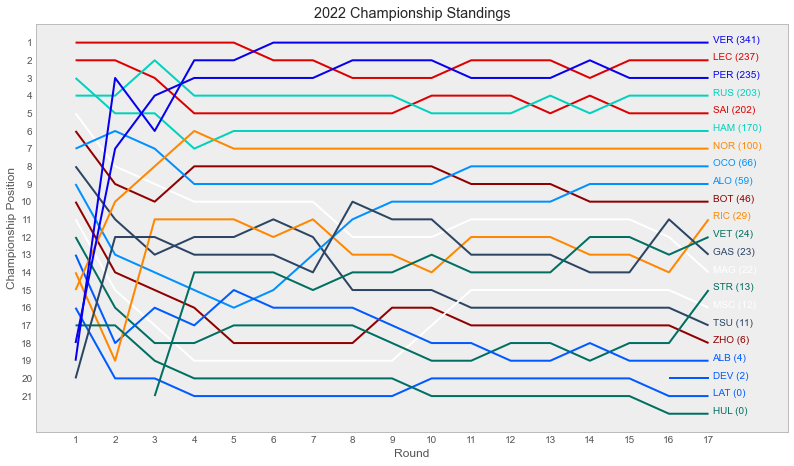 2022 Championship Standings
Championship Position
1
2
3
4
5
6
7
8
9
10
11
12
13
14
15
16
17
18
19
20
21
VER (341)
LEC (237)
PER (235)
RUS (203)
SAI (202)
HAM (170)
NOR (100)
OCO (66)
ALO (59)
BOT (46)
RIC (29)
VET (24)
GAS (23)
MAG (22)
STR (13)
MSC (12)
TSU (11)
ZHO (6)
ALB (4)
DEV (2)
LAT (0)
HUL (0)
1 2 3 4 5 6 7 8 9 10 11 12 13 14 15 16 17
Round